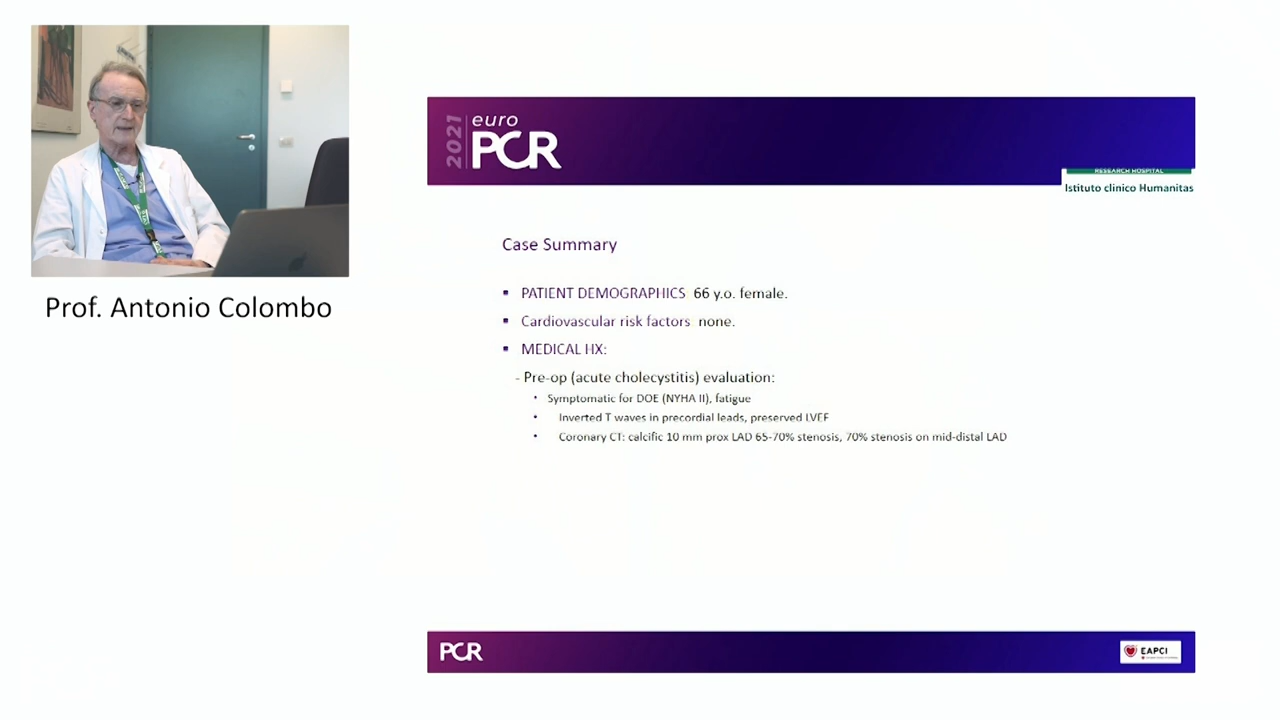 Prof. Antonio Colombo
2021 euro
PCR
RESEARCH HOSPITAL
Istituto clinico Humanitas
Case Summary
▪ PATIENT DEMOGRAPHICS 66 y.o. female.
▪ Cardiovascular risk factors none.
▪ MEDICAL HX:
- Pre-op (acute cholecystitis) evaluation:
• Symptomatic for DOE (NYHA II), fatigue
• Inverted T waves in precordial leads, preserved LVEF
• Coronary CT: calcific 10 mm prox LAD 65-70% stenosis, 70% stenosis on mid-distal LAD
PCR
EAPCI